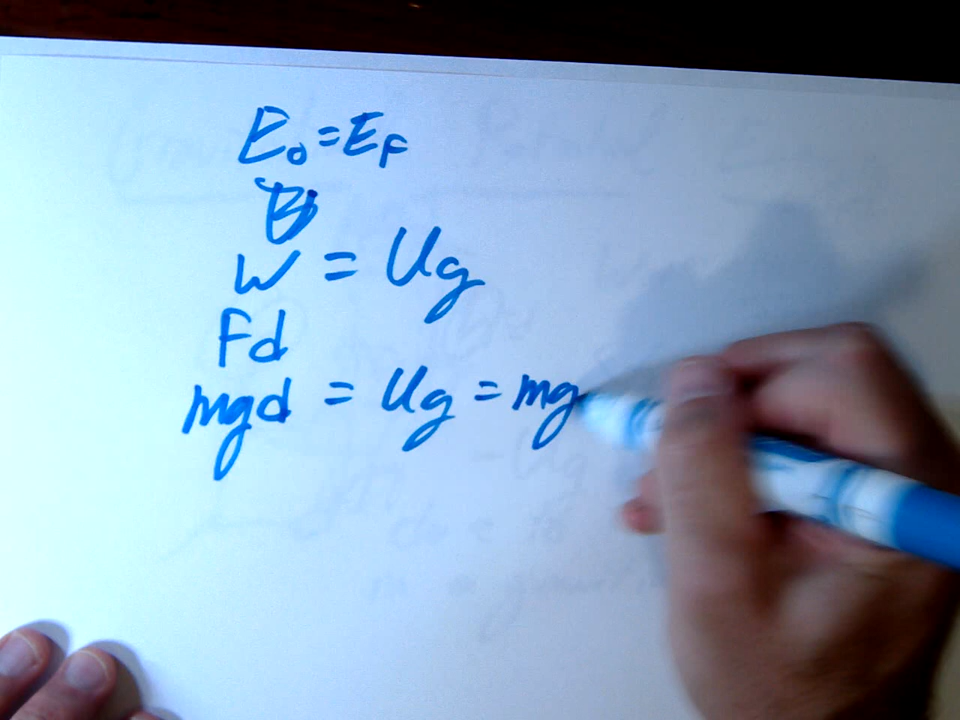 E₀ = E_F
W = Ug
Fd
mgd = Ug = mg